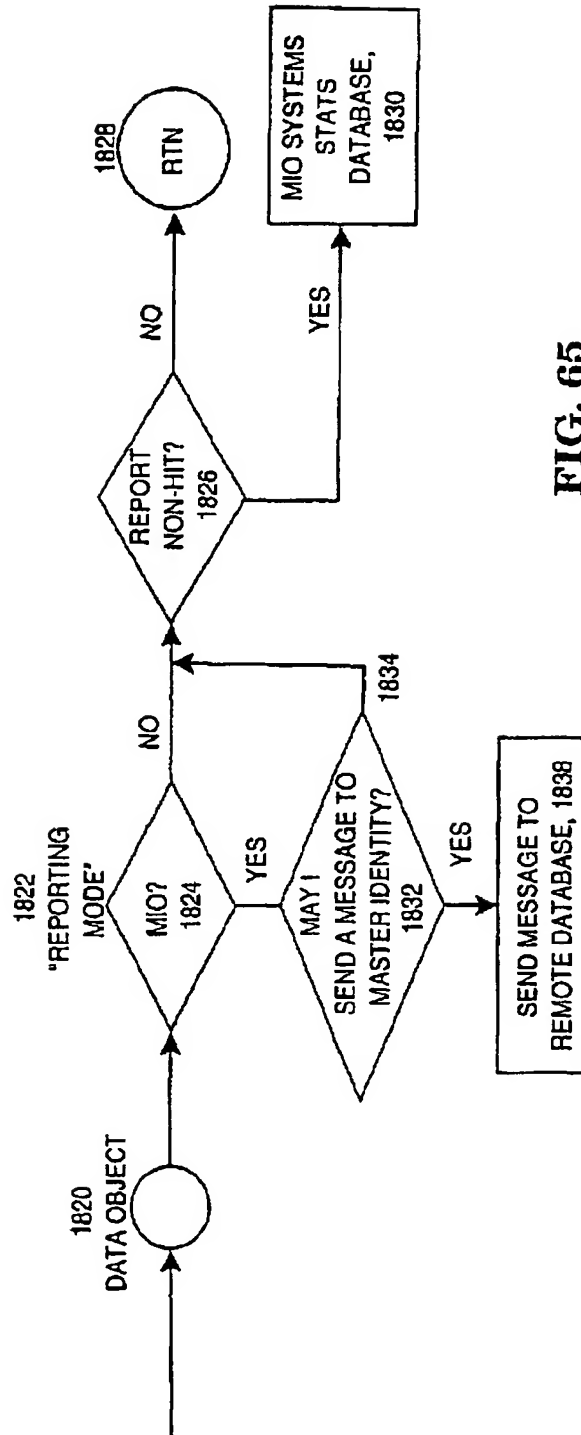 1820
DATA OBJECT
1822
"REPORTING
MODE"
MIO?
1824
NO
YES
MAY I
SEND A MESSAGE TO
MASTER IDENTITY?
1832
1834
YES
SEND MESSAGE TO
REMOTE DATABASE, 1838
REPORT
NON-HIT?
1826
NO
1828
RTN
YES
MIO SYSTEMS
STATS
DATABASE,
1830
FIG. 65